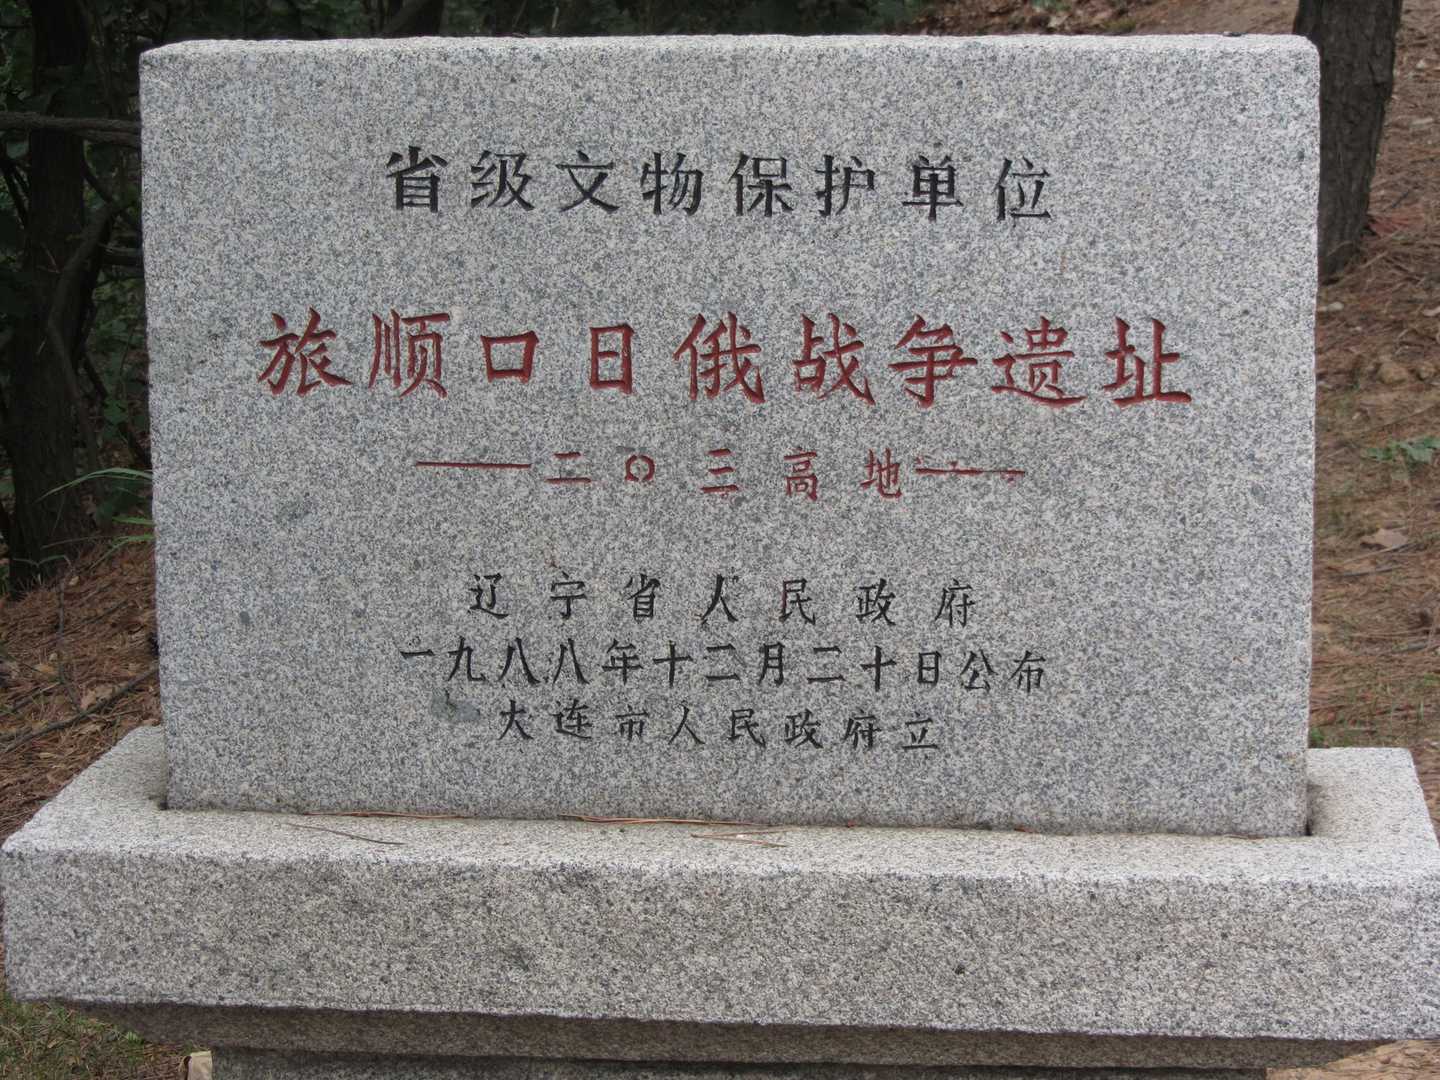 省级文物保护单位
旅顺口日俄战争遗址
——二〇三高地——
辽宁省人民政府
一九八八年十二月二十日公布
大连市人民政府立